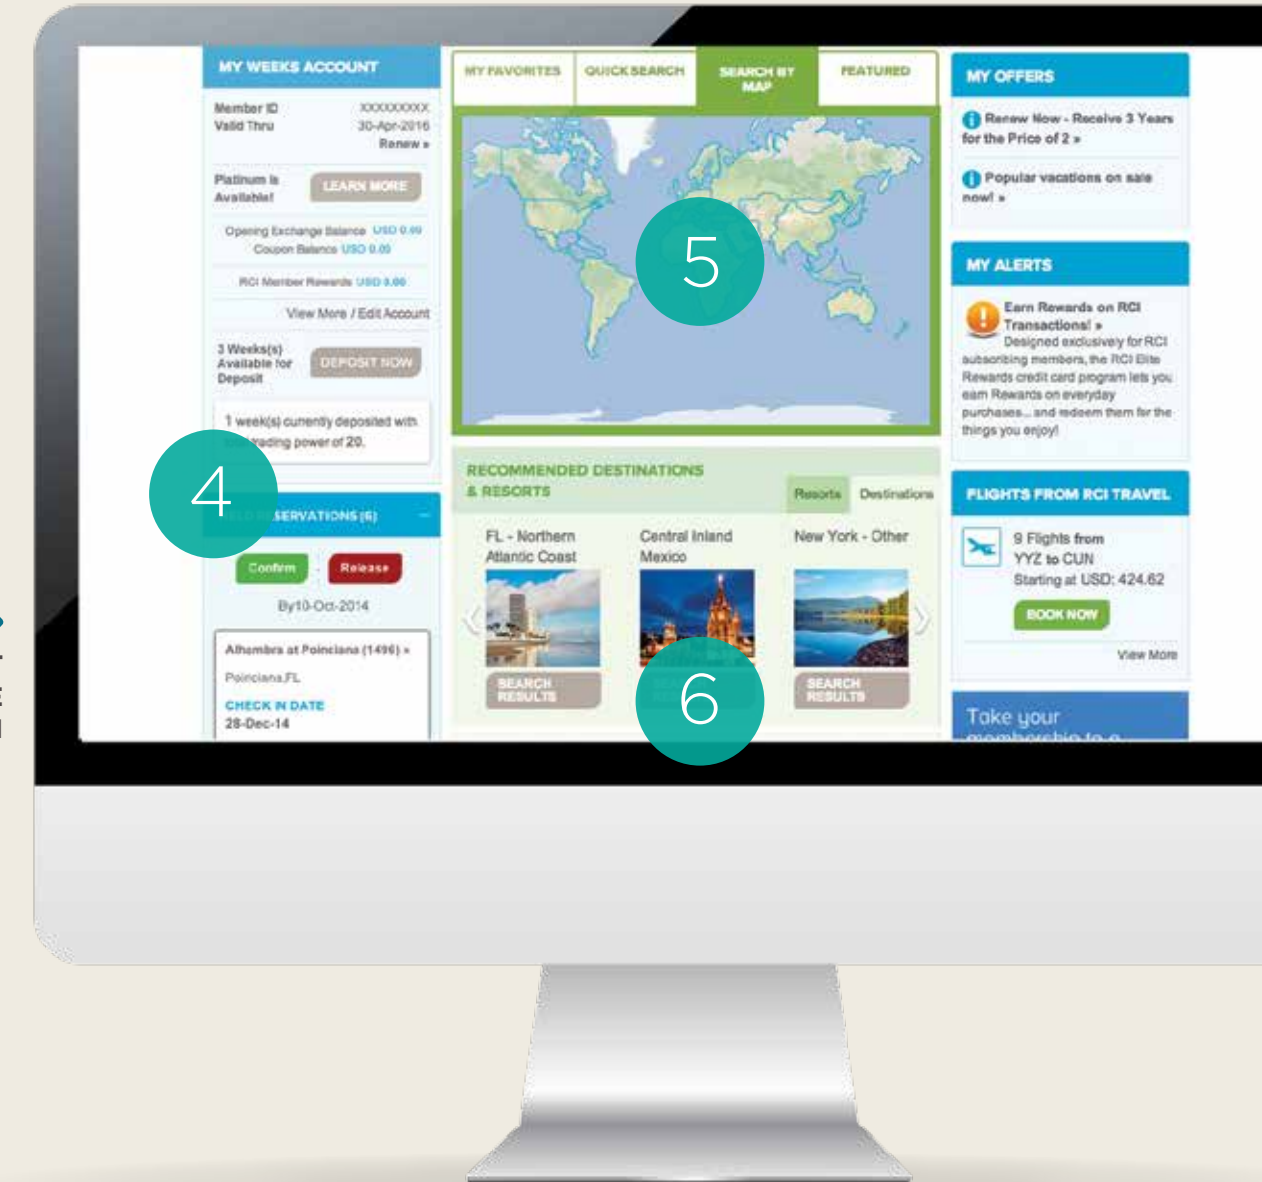 MY WEEKS ACCOUNT
Member ID XXXXXXXXX
Valid Thru 30-Apr-2016
Renew »
Platinum is
Available!
LEARN MORE
Opening Exchange Balance USD 0.00
Coupon Balance USD 0.00
RCI Member Rewards USD 0.00
View More / Edit Account
3 Weeks(s)
Available for
Deposit
DEPOSIT NOW
1 week(s) currently deposited with
trading power of 20.
4
(6)
Confirm
Release
By10-Oct-2014
Alhambra at Poinciana (1496) »
Poinciana,FL
CHECK IN DATE
28-Dec-14
MY FAVORITES
QUICK SEARCH
SEARCH BY
MAP
FEATURED
5
RECOMMENDED DESTINATIONS
& RESORTS
Resorts
Destinations
FL - Northern
Atlantic Coast
Central Inland
Mexico
New York - Other
SEARCH
RESULTS
6
SEARCH
RESULTS
MY OFFERS
Renew Now - Receive 3 Years
for the Price of 2 »
Popular vacations on sale
now! »
MY ALERTS
Earn Rewards on RCI
Transactions! »
Designed exclusively for RCI
subscribing members, the RCI Elite
Rewards credit card program lets you
earn Rewards on everyday
purchases... and redeem them for the
things you enjoy!
FLIGHTS FROM RCI TRAVEL
9 Flights from
YYZ to CUN
Starting at USD: 424.62
BOOK NOW
View More
Take your
membership to a